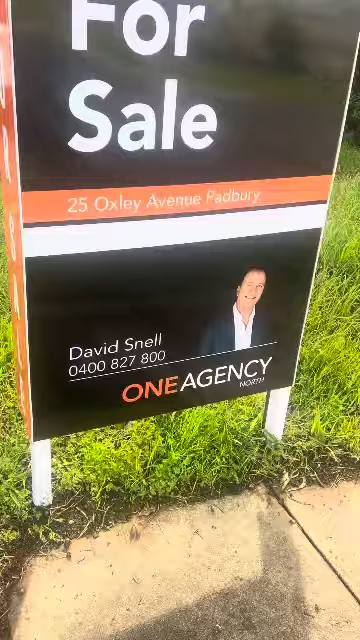 For
Sale
25 Oxley Avenue Padbury
David Snell
0400 827 800
ONEAGENCY
NORTH